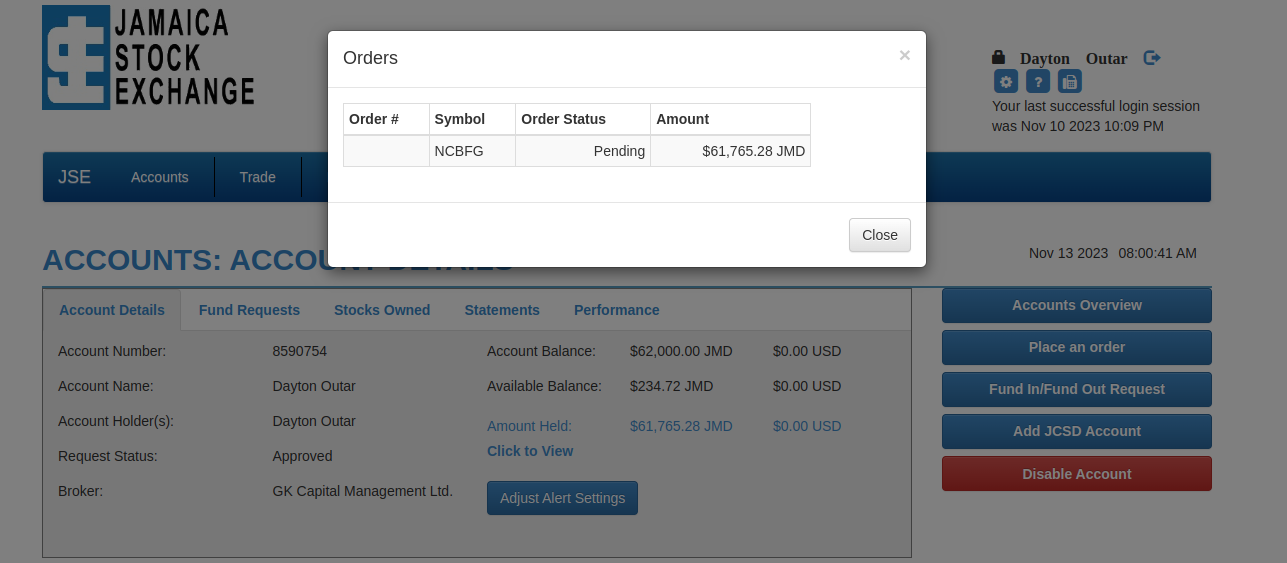 JAMAICA
STOCK
EXCHANGE
Orders ×
Order # Symbol Order Status Amount
NCBFG Pending $61,765.28 JMD
Close
Dayton Outar
?
Your last successful login session
was Nov 10 2023 10:09 PM
JSE Accounts Trade
ACCOUNTS: ACCOUNT DETAILS
Nov 13 2023 08:00:41 AM
Account Details Fund Requests Stocks Owned Statements Performance
Account Number: 8590754 Account Balance: $62,000.00 JMD $0.00 USD
Account Name: Dayton Outar Available Balance: $234.72 JMD $0.00 USD
Account Holder(s): Dayton Outar Amount Held: $61,765.28 JMD $0.00 USD
Request Status: Approved Click to View
Broker: GK Capital Management Ltd. Adjust Alert Settings
Accounts Overview
Place an order
Fund In/Fund Out Request
Add JCSD Account
Disable Account